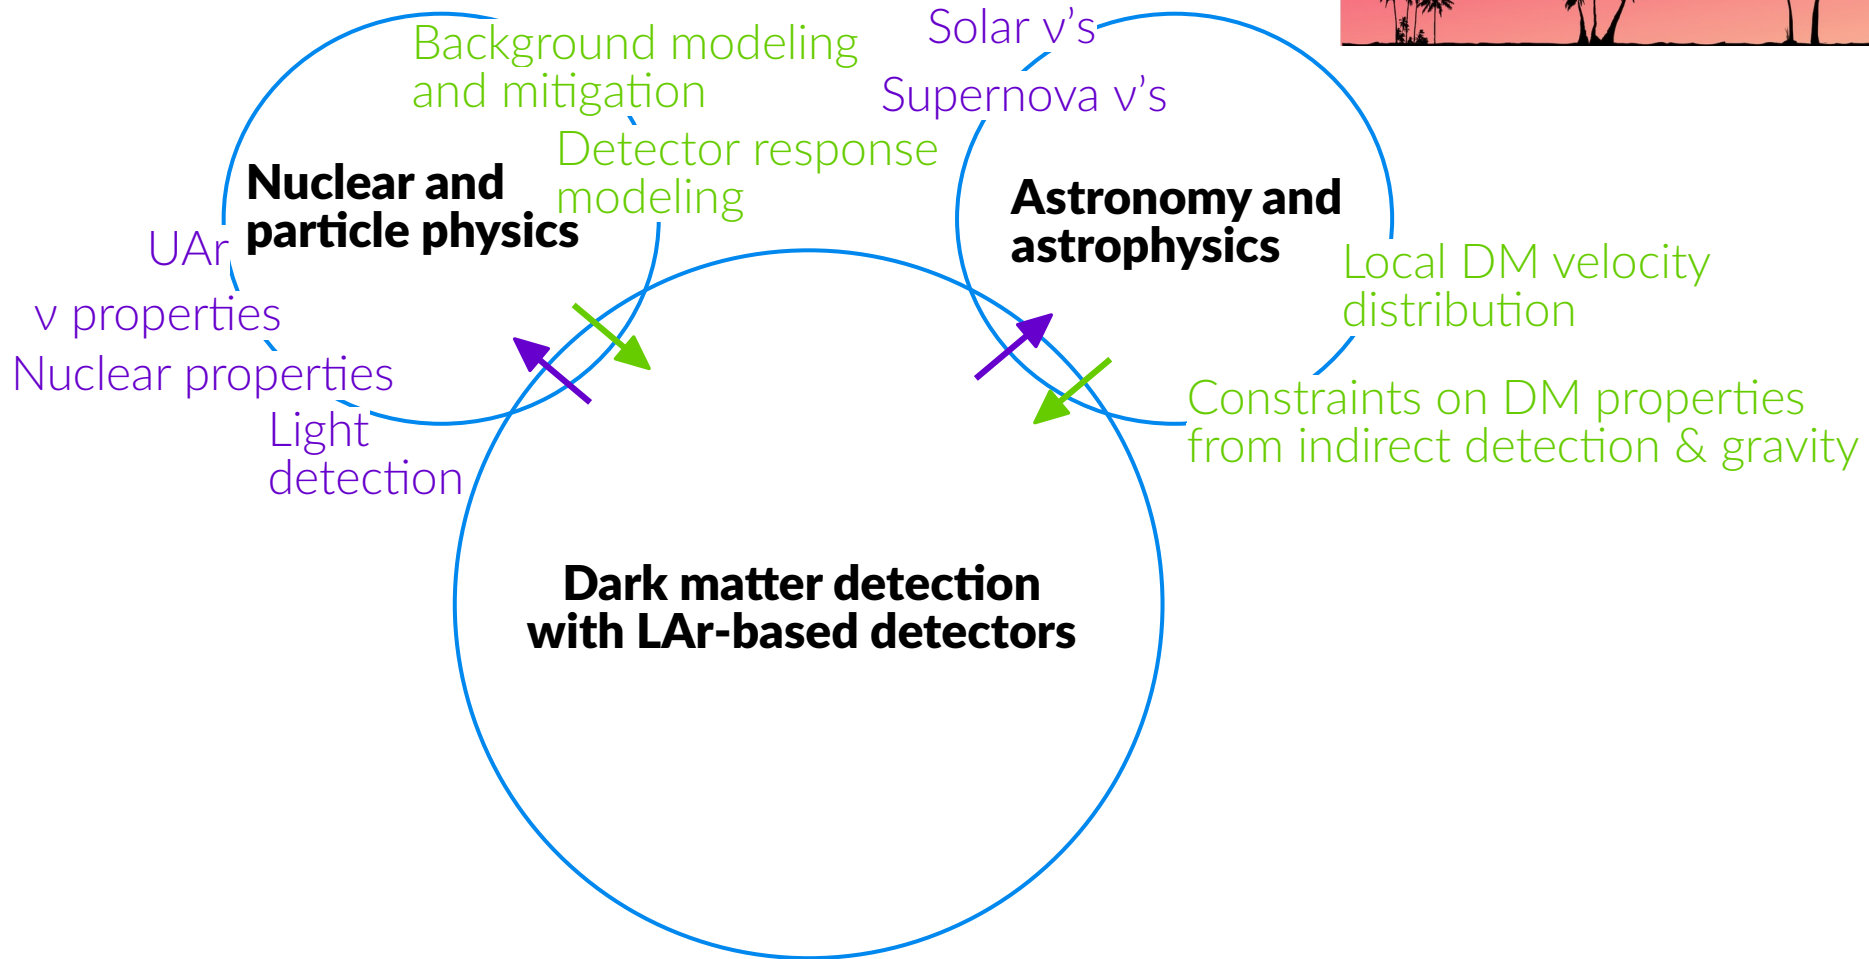 Background modeling
and mitigation
Detector response
modeling
Nuclear and
particle physics
UAr
ν properties
Nuclear properties
Light
detection
Solar ν’s
Supernova ν’s
Astronomy and
astrophysics
Local DM velocity
distribution
Constraints on DM properties
from indirect detection & gravity
Dark matter detection
with LAr-based detectors